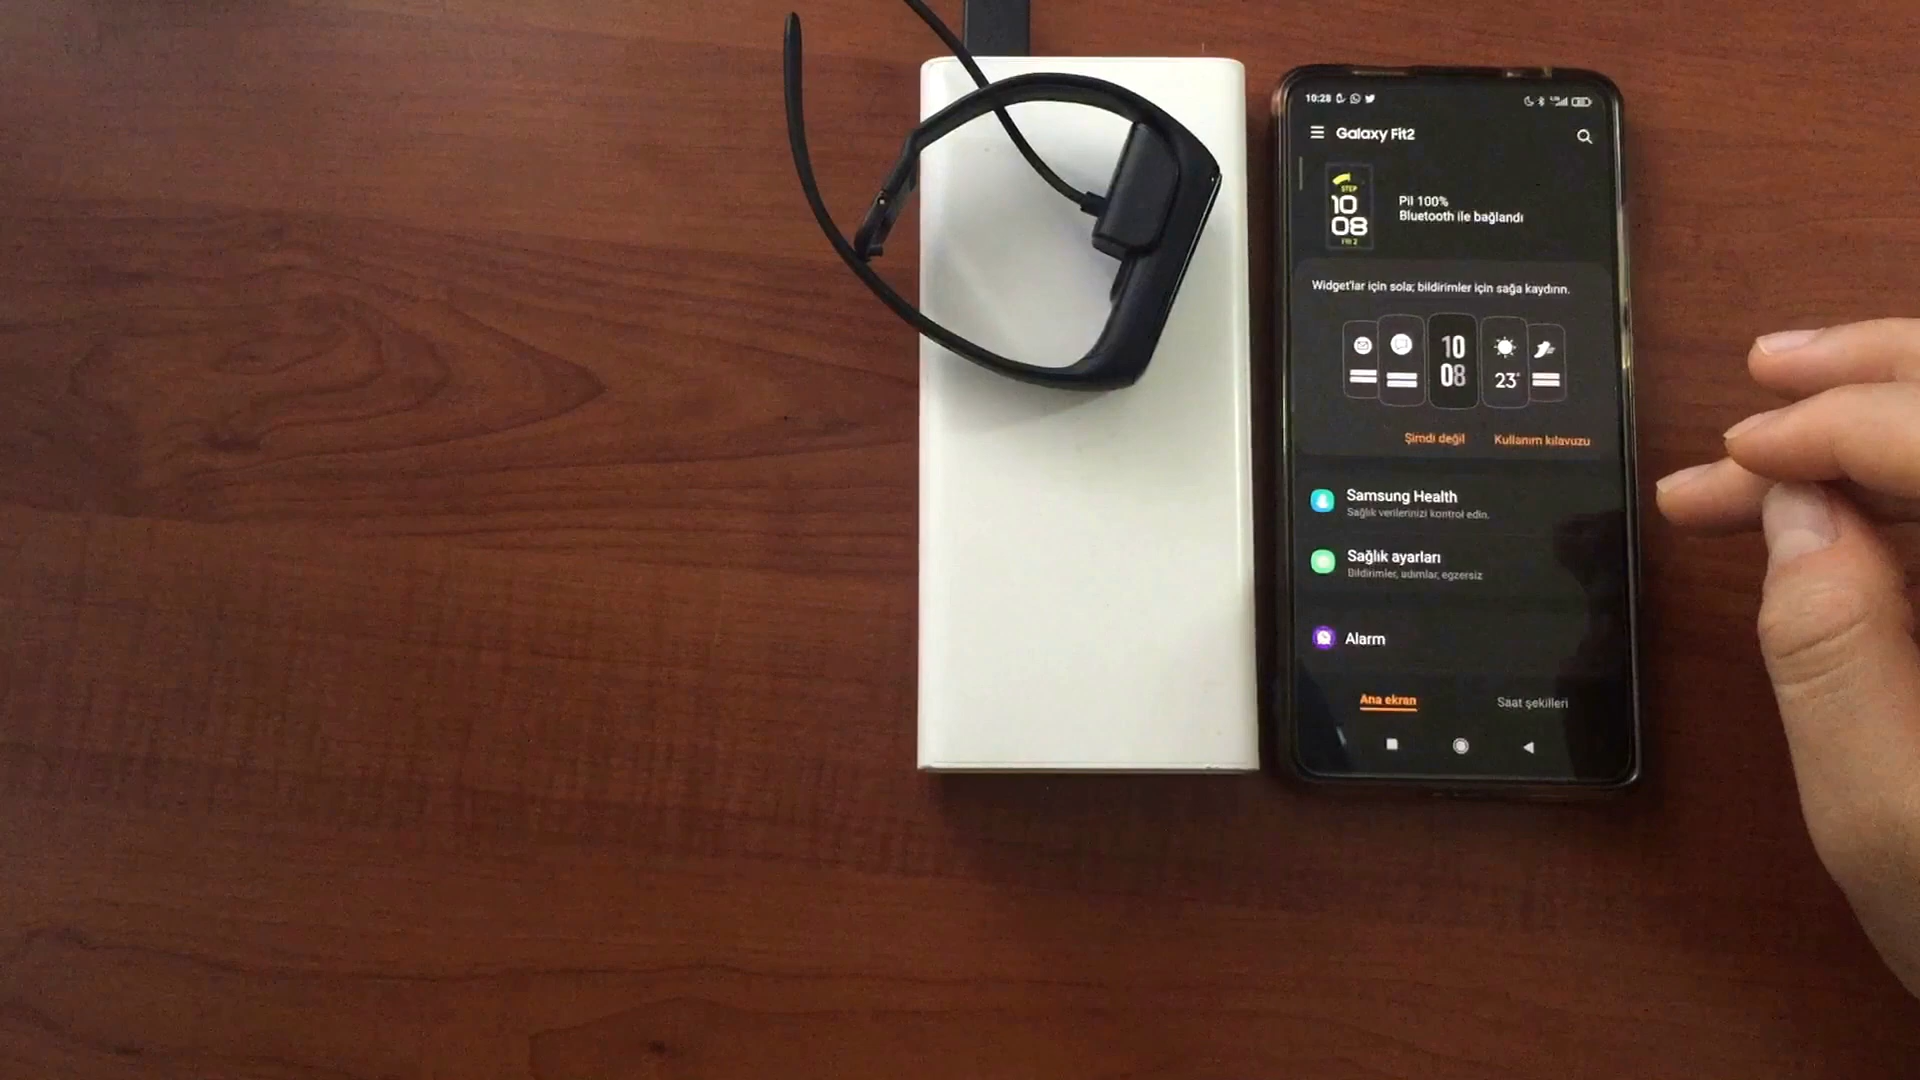 10:28
Galaxy Fit2
STEP
10
08
Pil 100%
Bluetooth ile bağlandı
Widget'lar için sola; bildirimler için sağa kaydırın.
10
08
23°
Şimdi değil
Kullanım kılavuzu
Samsung Health
Sağlık verilerinizi kontrol edin.
Sağlık ayarları
Bildirimler, adımlar, egzersiz
Alarm
Ana ekran
Saat şekilleri